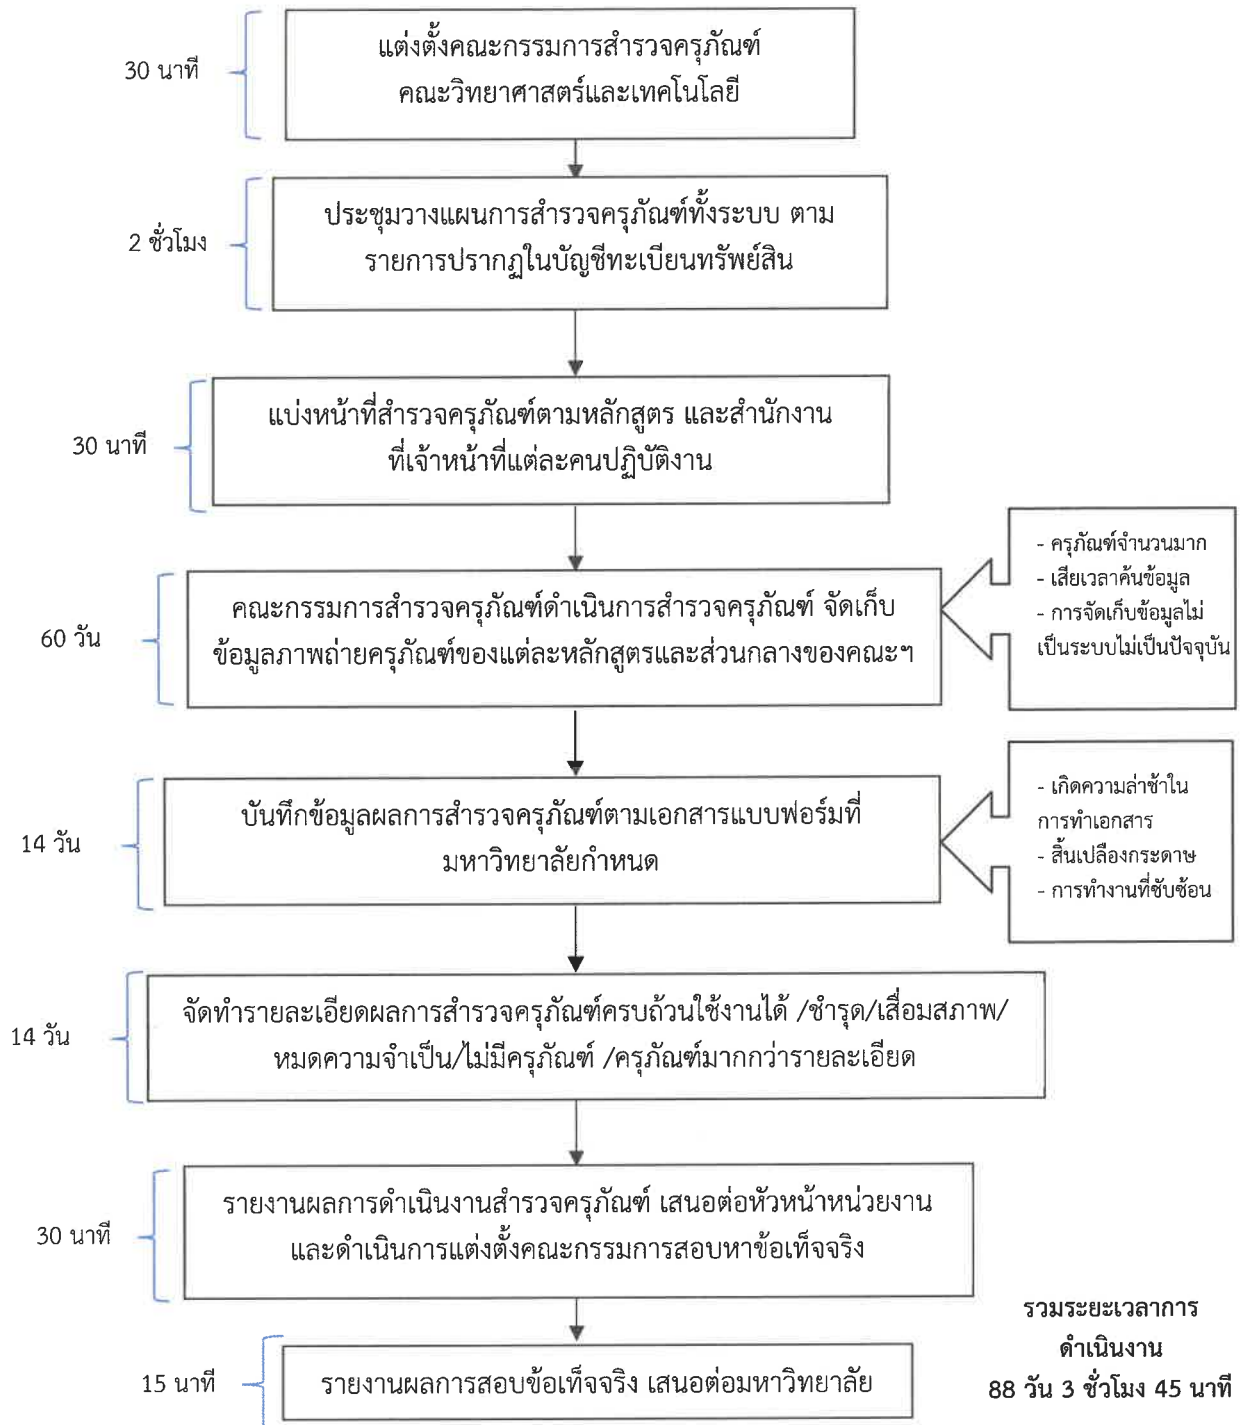 30 นาที
แต่งตั้งคณะกรรมการสำรวจครุภัณฑ์
คณะวิทยาศาสตร์และเทคโนโลยี
2 ชั่วโมง
ประชุมวางแผนการสำรวจครุภัณฑ์ทั้งระบบ ตาม
รายการปรากฏในบัญชีทะเบียนทรัพย์สิน
30 นาที
แบ่งหน้าที่สำรวจครุภัณฑ์ตามหลักสูตร และสำนักงาน
ที่เจ้าหน้าที่แต่ละคนปฏิบัติงาน
60 วัน
คณะกรรมการสำรวจครุภัณฑ์ดำเนินการสำรวจครุภัณฑ์ จัดเก็บ
ข้อมูลภาพถ่ายครุภัณฑ์ของแต่ละหลักสูตรและส่วนกลางของคณะฯ
- ครุภัณฑ์จำนวนมาก
- เสียเวลาค้นข้อมูล
- การจัดเก็บข้อมูลไม่
เป็นระบบไม่เป็นปัจจุบัน
14 วัน
บันทึกข้อมูลผลการสำรวจครุภัณฑ์ตามเอกสารแบบฟอร์มที่
มหาวิทยาลัยกำหนด
- เกิดความล่าช้าใน
การทำเอกสาร
- สิ้นเปลืองกระดาษ
- การทำงานที่ซับซ้อน
14 วัน
จัดทำรายละเอียดผลการสำรวจครุภัณฑ์ครบถ้วนใช้งานได้ /ชำรุด/เสื่อมสภาพ/
หมดความจำเป็น/ไม่มีครุภัณฑ์ /ครุภัณฑ์มากกว่ารายละเอียด
30 นาที
รายงานผลการดำเนินงานสำรวจครุภัณฑ์ เสนอต่อหัวหน้าหน่วยงาน
และดำเนินการแต่งตั้งคณะกรรมการสอบหาข้อเท็จจริง
15 นาที
รายงานผลการสอบข้อเท็จจริง เสนอต่อมหาวิทยาลัย
รวมระยะเวลาการ
ดำเนินงาน
88 วัน 3 ชั่วโมง 45 นาที